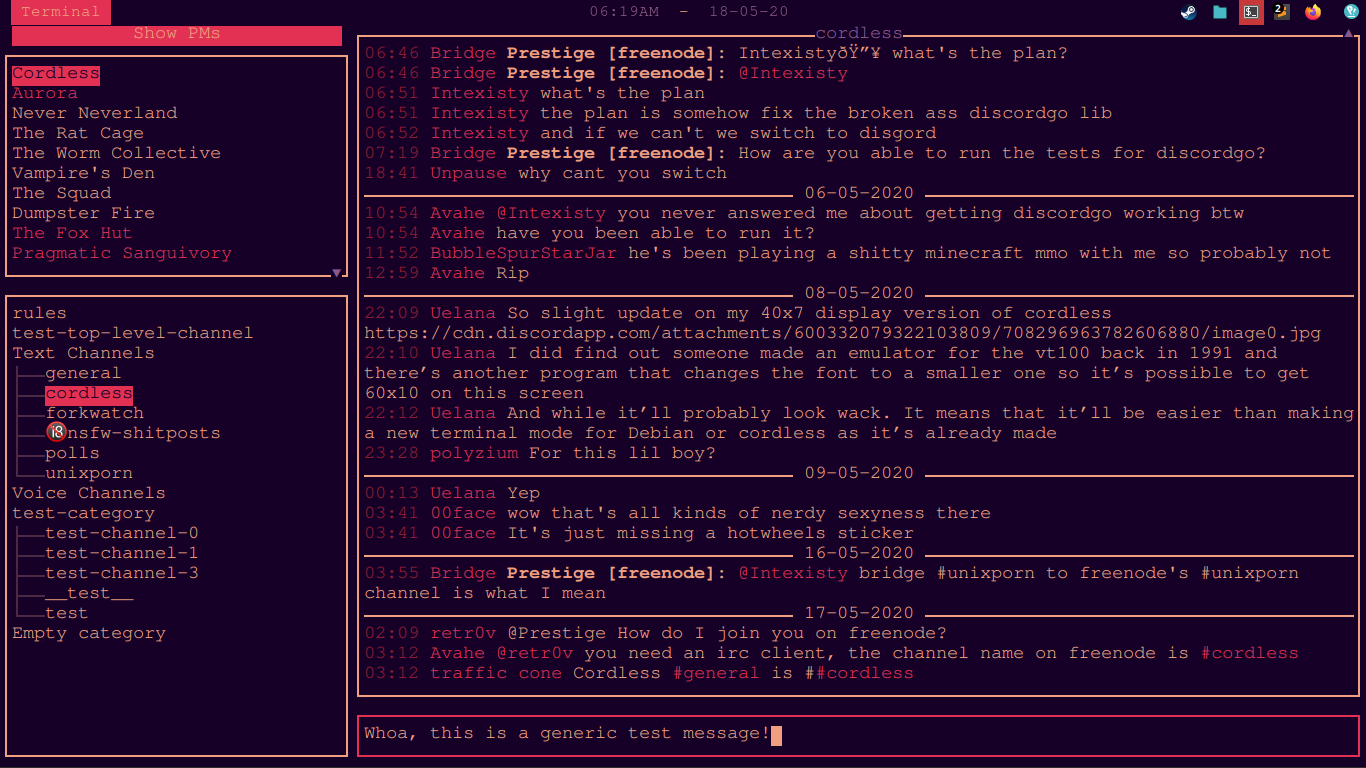 Terminal
06:19AM - 18-05-20
2
Show PMs
Cordless
Aurora
Never Neverland
The Rat Cage
The Worm Collective
Vampire's Den
The Squad
Dumpster Fire
The Fox Hut
Pragmatic Sanguivory
rules
test-top-level-channel
Text Channels
general
cordless
forkwatch
🔞nsfw-shitposts
polls
unixporn
Voice Channels
test-category
test-channel-0
test-channel-1
test-channel-3
__test__
test
Empty category
cordless
06:46 Bridge Prestige [freenode]: IntexistyðŸ”¥ what's the plan?
06:46 Bridge Prestige [freenode]: @Intexisty
06:51 Intexisty what's the plan
06:51 Intexisty the plan is somehow fix the broken ass discordgo lib
06:52 Intexisty and if we can't we switch to disgord
07:19 Bridge Prestige [freenode]: How are you able to run the tests for discordgo?
18:41 Unpause why cant you switch
06-05-2020
10:54 Avahe @Intexisty you never answered me about getting discordgo working btw
10:54 Avahe have you been able to run it?
11:52 BubbleSpurStarJar he's been playing a shitty minecraft mmo with me so probably not
12:59 Avahe Rip
08-05-2020
22:09 Uelana So slight update on my 40x7 display version of cordless
https://cdn.discordapp.com/attachments/600332079322103809/708296963782606880/image0.jpg
22:10 Uelana I did find out someone made an emulator for the vt100 back in 1991 and
there’s another program that changes the font to a smaller one so it’s possible to get
60x10 on this screen
22:12 Uelana And while it’ll probably look wack. It means that it’ll be easier than making
a new terminal mode for Debian or cordless as it’s already made
23:28 polyzium For this lil boy?
09-05-2020
00:13 Uelana Yep
03:41 00face wow that's all kinds of nerdy sexyness there
03:41 00face It's just missing a hotwheels sticker
16-05-2020
03:55 Bridge Prestige [freenode]: @Intexisty bridge #unixporn to freenode's #unixporn
channel is what I mean
17-05-2020
02:09 retr0v @Prestige How do I join you on freenode?
03:12 Avahe @retr0v you need an irc client, the channel name on freenode is #cordless
03:12 traffic cone Cordless #general is ##cordless
Whoa, this is a generic test message!